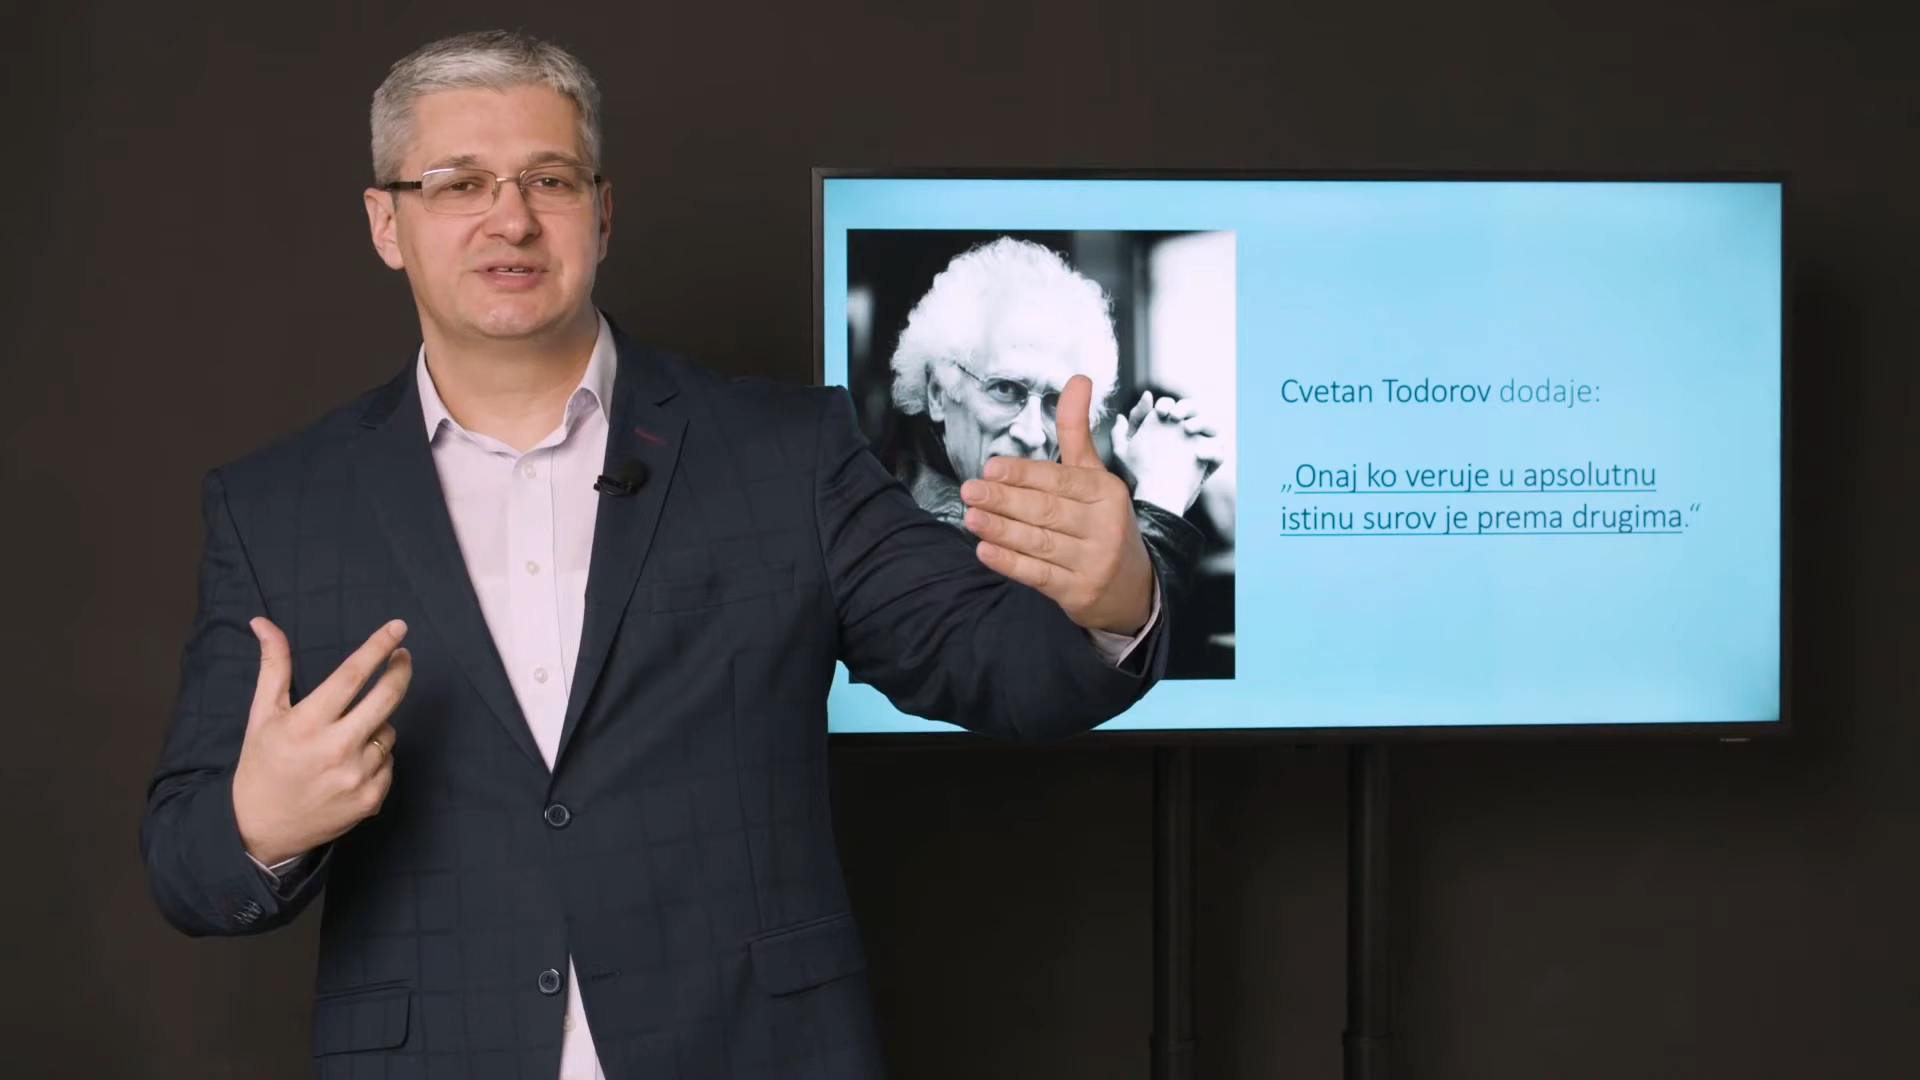 Cvetan Todorov dodaje:
„Onaj ko veruje u apsolutnu
istinu surov je prema drugima.“